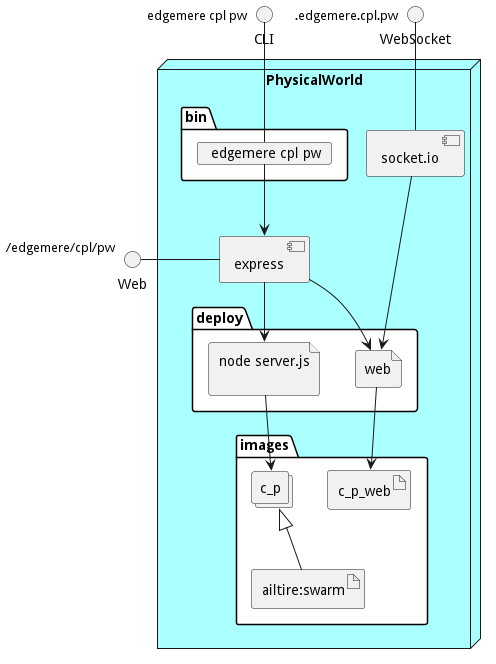 edgemere cpl pw
.edgemere.cpl.pw
CLI
WebSocket
PhysicalWorld
bin
edgemere cpl pw
socket.io
/edgemere/cpl/pw
express
Web
deploy
node server.js
web
images
c_p
c_p_web
ailtire:swarm